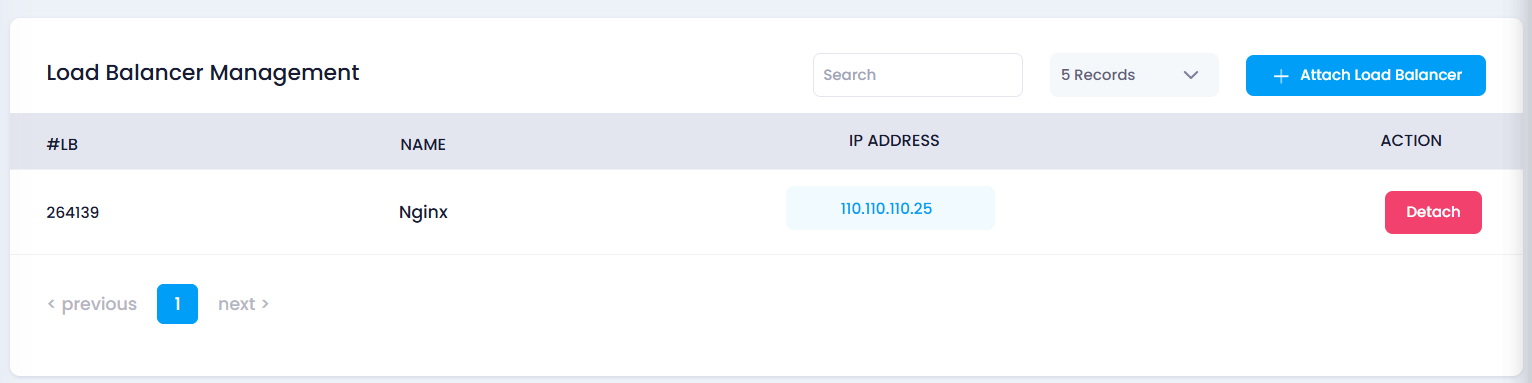 Load Balancer Management
Search
5 Records
Attach Load Balancer
#LB NAME IP ADDRESS ACTION
264139 Nginx 110.110.110.25 Detach
< previous 1 next >